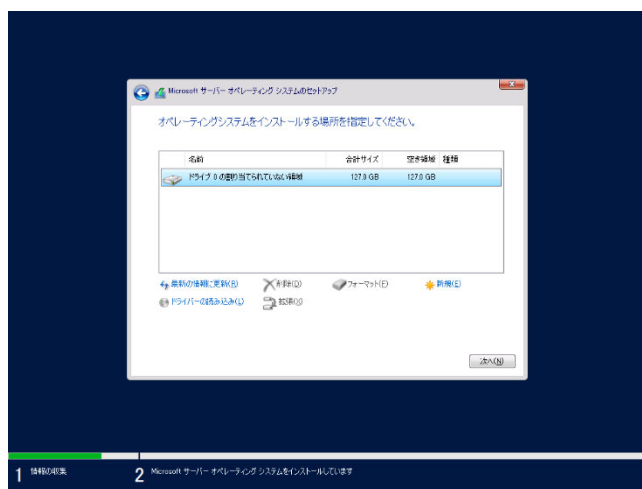 Microsoft サーバー オペレーティング システムのセットアップ
オペレーティングシステムをインストールする場所を指定してください。
名前 合計サイズ 空き領域 種類
ドライブ 0 の割り当てられていない領域 127.0 GB 127.0 GB
最新の情報に更新(R) 削除(D) フォーマット(F) 新規(E)
ドライバーの読み込み(L) 拡張(X)
次へ(N)
1 情報の収集 2 Microsoft サーバー オペレーティング システムをインストールしています